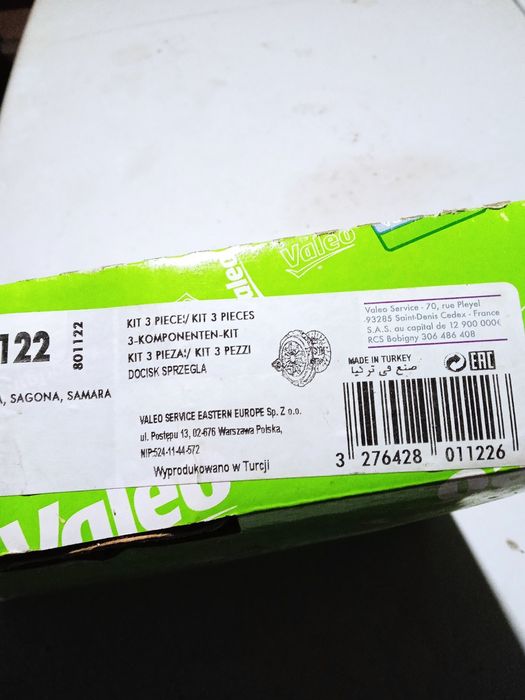 Valeo
Valeo
122
801122
A, SAGONA, SAMARA
KIT 3 PIECE:/ KIT 3 PIECES
3-KOMPONENTEN-KIT
KIT 3 PIEZA:/ KIT 3 PEZZI
DOCISK SPRZEGLA
VALEO SERVICE EASTERN EUROPE Sp. Z o.o.
ul. Postępu 13, 02-676 Warszawa Polska,
NIP:524-11-44-572
Wyprodukowano w Turcji
Valeo Service - 70, rue Pleyel
93285 Saint-Denis Cedex - France
S.A.S. au capital de 12 900 000€
RCS Bobigny 306 486 408
MADE IN TURKEY
صنع في تركيا
EAC
3 276428 011226
Valeo